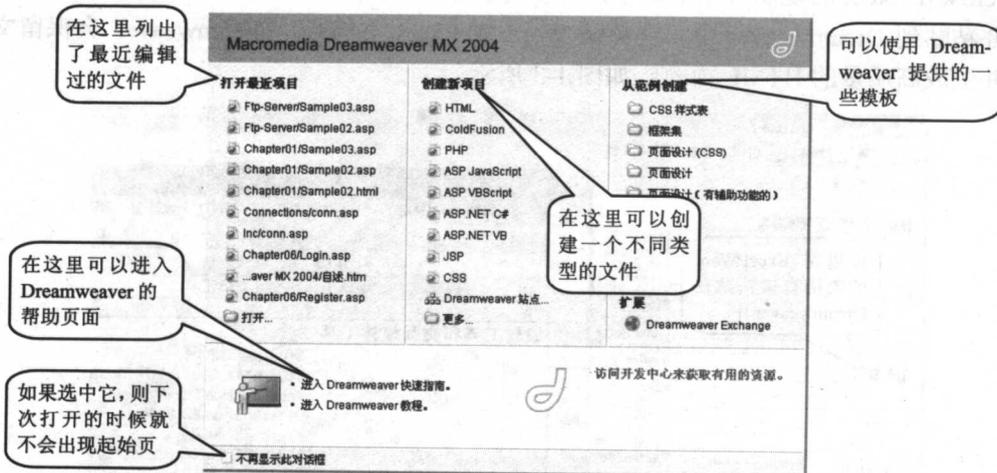 在这里列出
了最近编辑
过的文件
Macromedia Dreamweaver MX 2004
可以使用 Dream-
weaver 提供的一
些模板
打开最近项目
Ftp-Server/Sample03.asp
Ftp-Server/Sample02.asp
Chapter01/Sample03.asp
Chapter01/Sample02.asp
Chapter01/Sample02.html
Connections/conn.asp
Inc/conn.asp
Chapter06/Login.asp
...aver MX 2004/自述.htm
Chapter06/Register.asp
打开...
创建新项目
HTML
ColdFusion
PHP
ASP JavaScript
ASP VBScript
ASP.NET C#
ASP.NET VB
JSP
CSS
Dreamweaver 站点...
更多...
从范例创建
CSS 样式表
框架集
页面设计 (CSS)
页面设计
页面设计（有辅助功能的）
在这里可以创
建一个不同类
型的文件
扩展
Dreamweaver Exchange
在这里可以进入
Dreamweaver 的
帮助页面
· 进入 Dreamweaver 快速指南。
· 进入 Dreamweaver 教程。
访问开发中心来获取有用的资源。
如果选中它，则下
次打开的时候就
不会出现起始页
不再显示此对话框